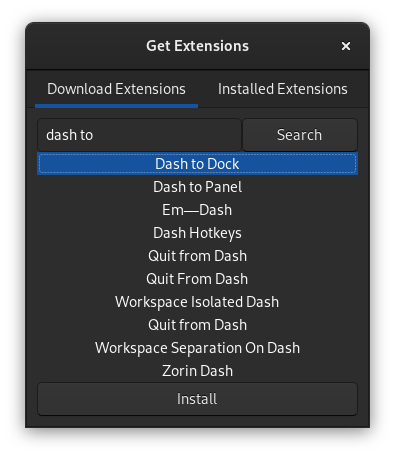 Get Extensions
Download Extensions Installed Extensions
dash to Search
Dash to Dock
Dash to Panel
Em—Dash
Dash Hotkeys
Quit from Dash
Quit From Dash
Workspace Isolated Dash
Quit from Dash
Workspace Separation On Dash
Zorin Dash
Install